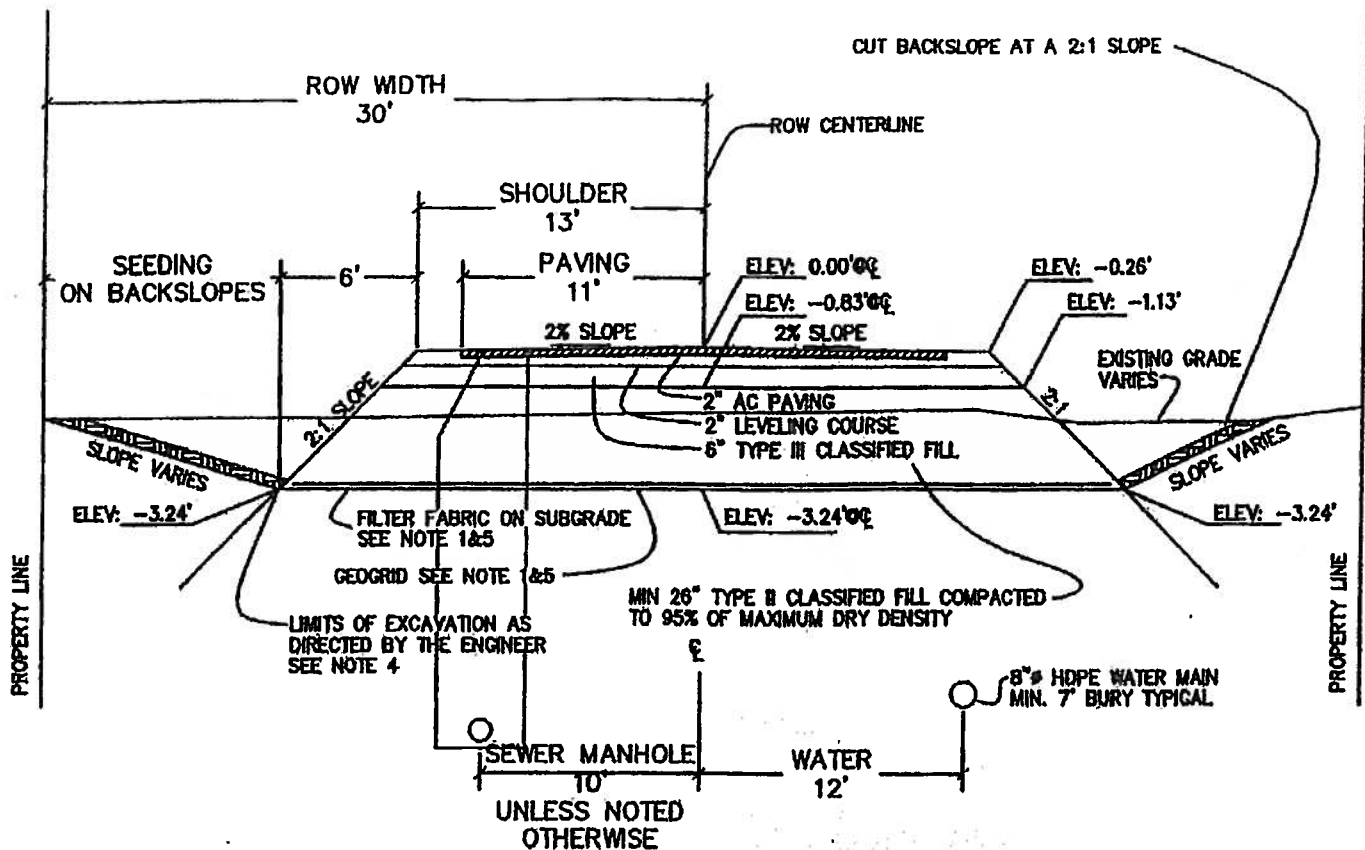 CUT BACKSLOPE AT A 2:1 SLOPE
ROW WIDTH
30'
ROW CENTERLINE
SHOULDER
13'
SEEDING
ON BACKSLOPES
6'
PAVING
11'
ELEV: 0.00'@℄
ELEV: -0.26'
ELEV: -0.83'@℄
ELEV: -1.13'
2% SLOPE
2% SLOPE
EXISTING GRADE
VARIES
2:1 SLOPE
2:1
2" AC PAVING
2" LEVELING COURSE
6" TYPE III CLASSIFIED FILL
SLOPE VARIES
SLOPE VARIES
ELEV: -3.24'
FILTER FABRIC ON SUBGRADE
SEE NOTE 1&5
ELEV: -3.24'@℄
ELEV: -3.24'
GEOGRID SEE NOTE 1&5
MIN 26" TYPE II CLASSIFIED FILL COMPACTED
TO 95% OF MAXIMUM DRY DENSITY
LIMITS OF EXCAVATION AS
DIRECTED BY THE ENGINEER
SEE NOTE 4
℄
PROPERTY LINE
PROPERTY LINE
8"ø HDPE WATER MAIN
MIN. 7' BURY TYPICAL
SEWER MANHOLE
10'
UNLESS NOTED
OTHERWISE
WATER
12'